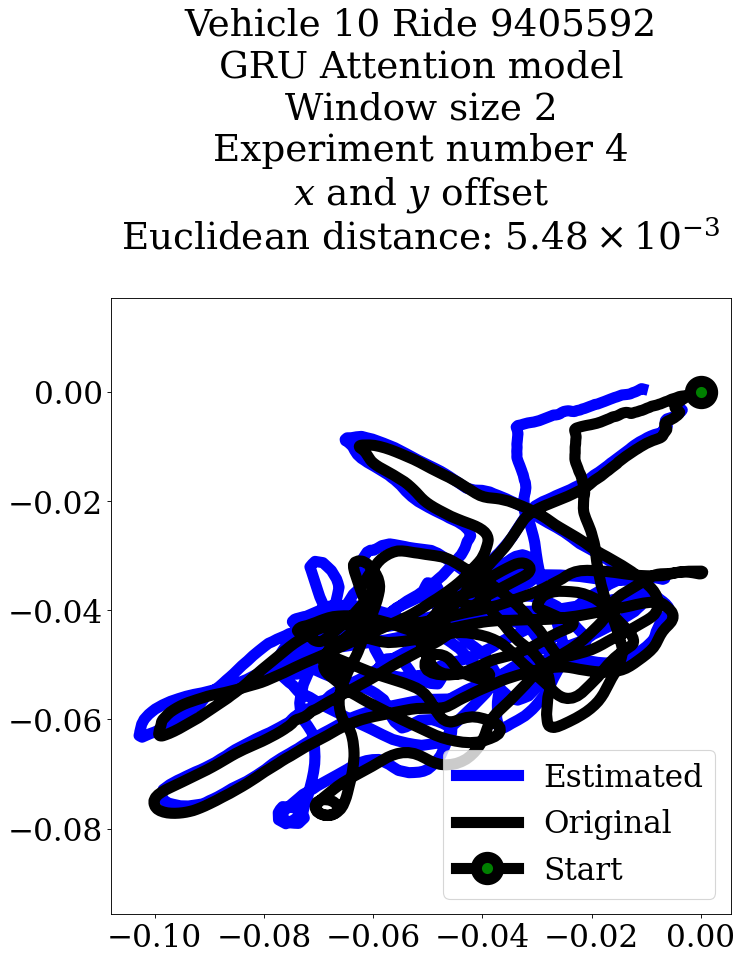 Vehicle 10 Ride 9405592
GRU Attention model
Window size 2
Experiment number 4
x and y offset
Euclidean distance: 5.48 × 10⁻³
0.00
−0.02
−0.04
−0.06
−0.08
Estimated
Original
Start
−0.10 −0.08 −0.06 −0.04 −0.02 0.00